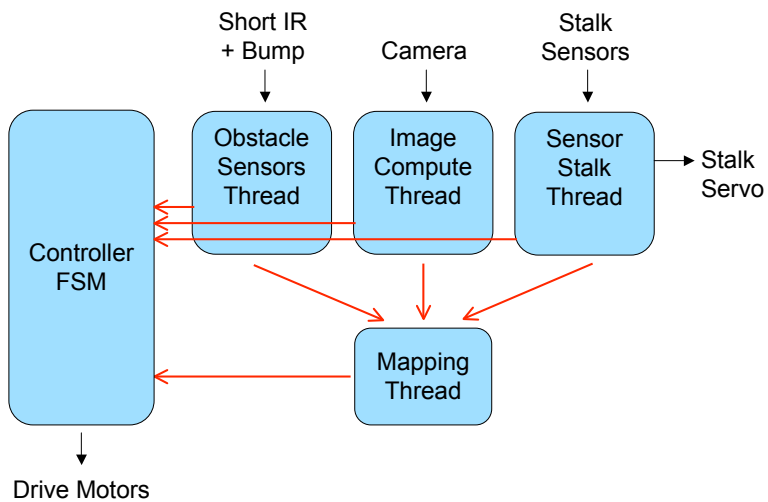 Short IR
+ Bump
Camera
Stalk
Sensors
Obstacle
Sensors
Thread
Image
Compute
Thread
Sensor
Stalk
Thread
Stalk
Servo
Controller
FSM
Mapping
Thread
Drive Motors